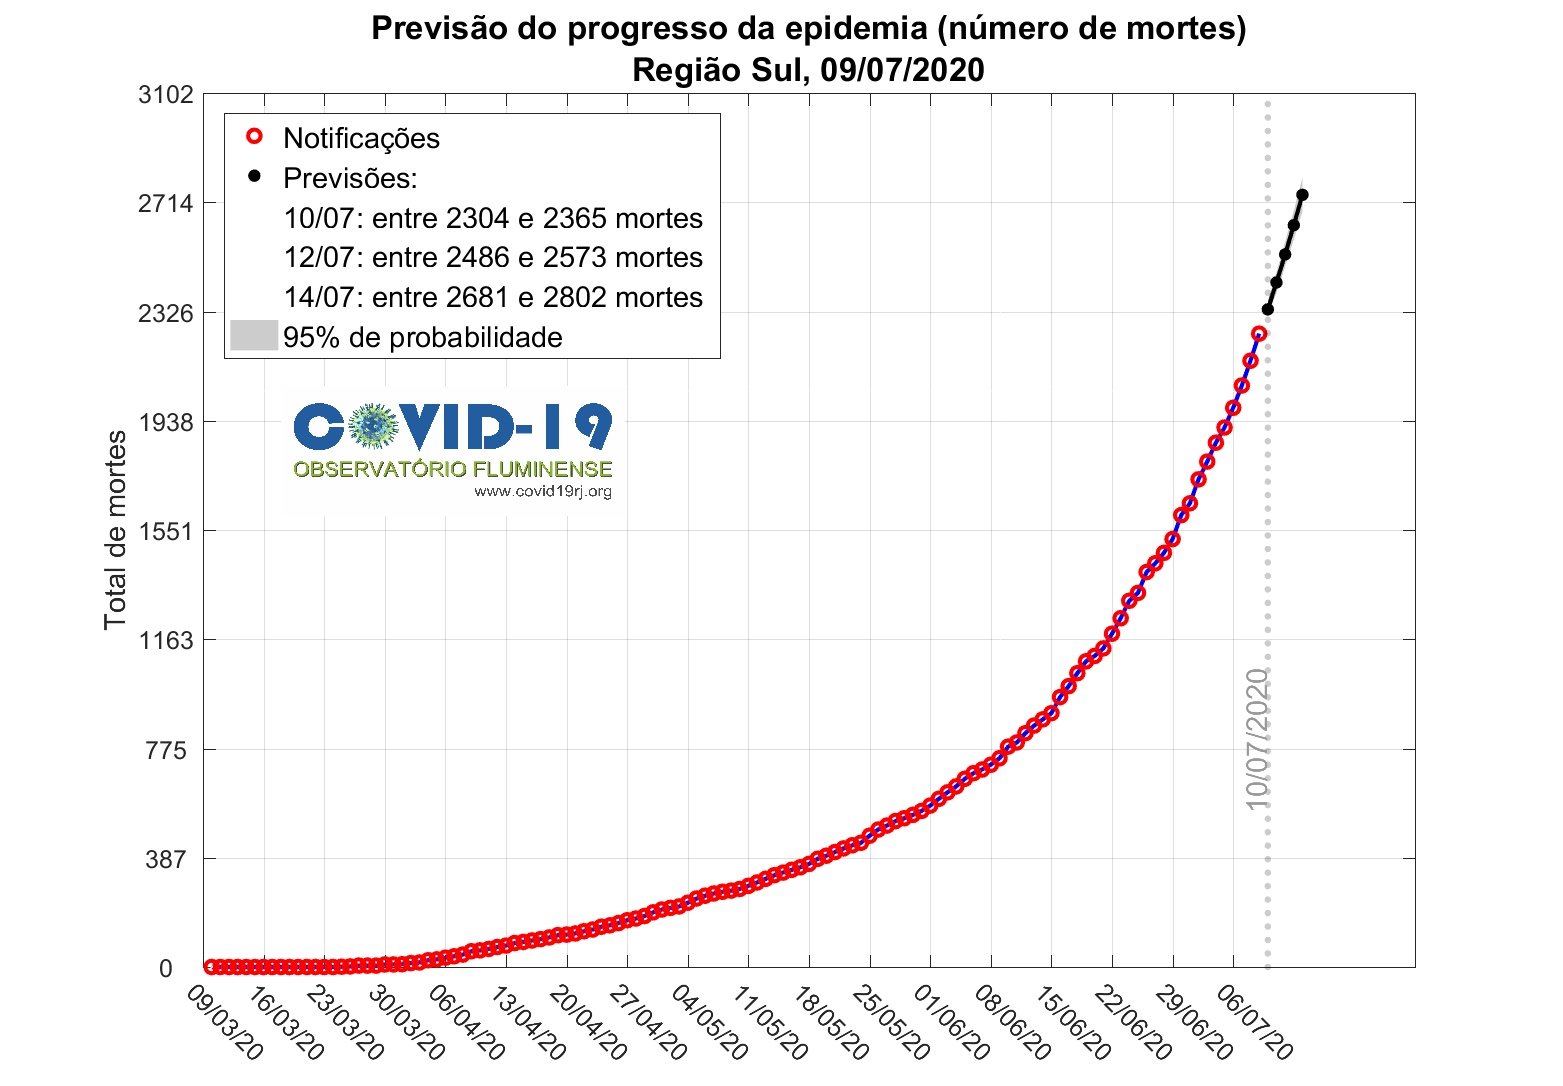 Previsão do progresso da epidemia (número de mortes)
Região Sul, 09/07/2020
3102
2714
2326
1938
1551
1163
775
387
0
Total de mortes
Notificações
Previsões:
10/07: entre 2304 e 2365 mortes
12/07: entre 2486 e 2573 mortes
14/07: entre 2681 e 2802 mortes
95% de probabilidade
COVID-19
OBSERVATÓRIO FLUMINENSE
www.covid19rj.org
10/07/2020
09/03/20
16/03/20
23/03/20
30/03/20
06/04/20
13/04/20
20/04/20
27/04/20
04/05/20
11/05/20
18/05/20
25/05/20
01/06/20
08/06/20
15/06/20
22/06/20
29/06/20
06/07/20